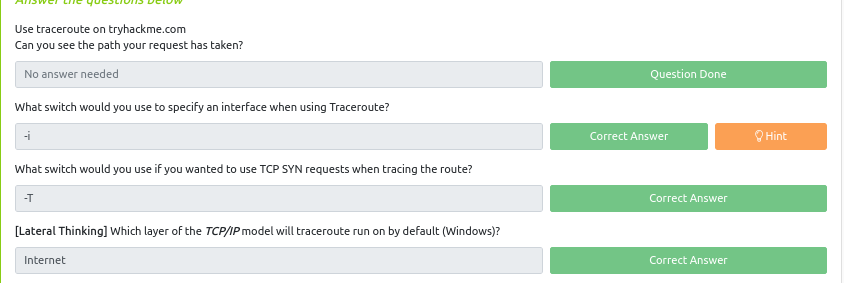 Answer the questions below
Use traceroute on tryhackme.com
Can you see the path your request has taken?
No answer needed
Question Done
What switch would you use to specify an interface when using Traceroute?
-i
Correct Answer
Hint
What switch would you use if you wanted to use TCP SYN requests when tracing the route?
-T
Correct Answer
[Lateral Thinking] Which layer of the TCP/IP model will traceroute run on by default (Windows)?
Internet
Correct Answer